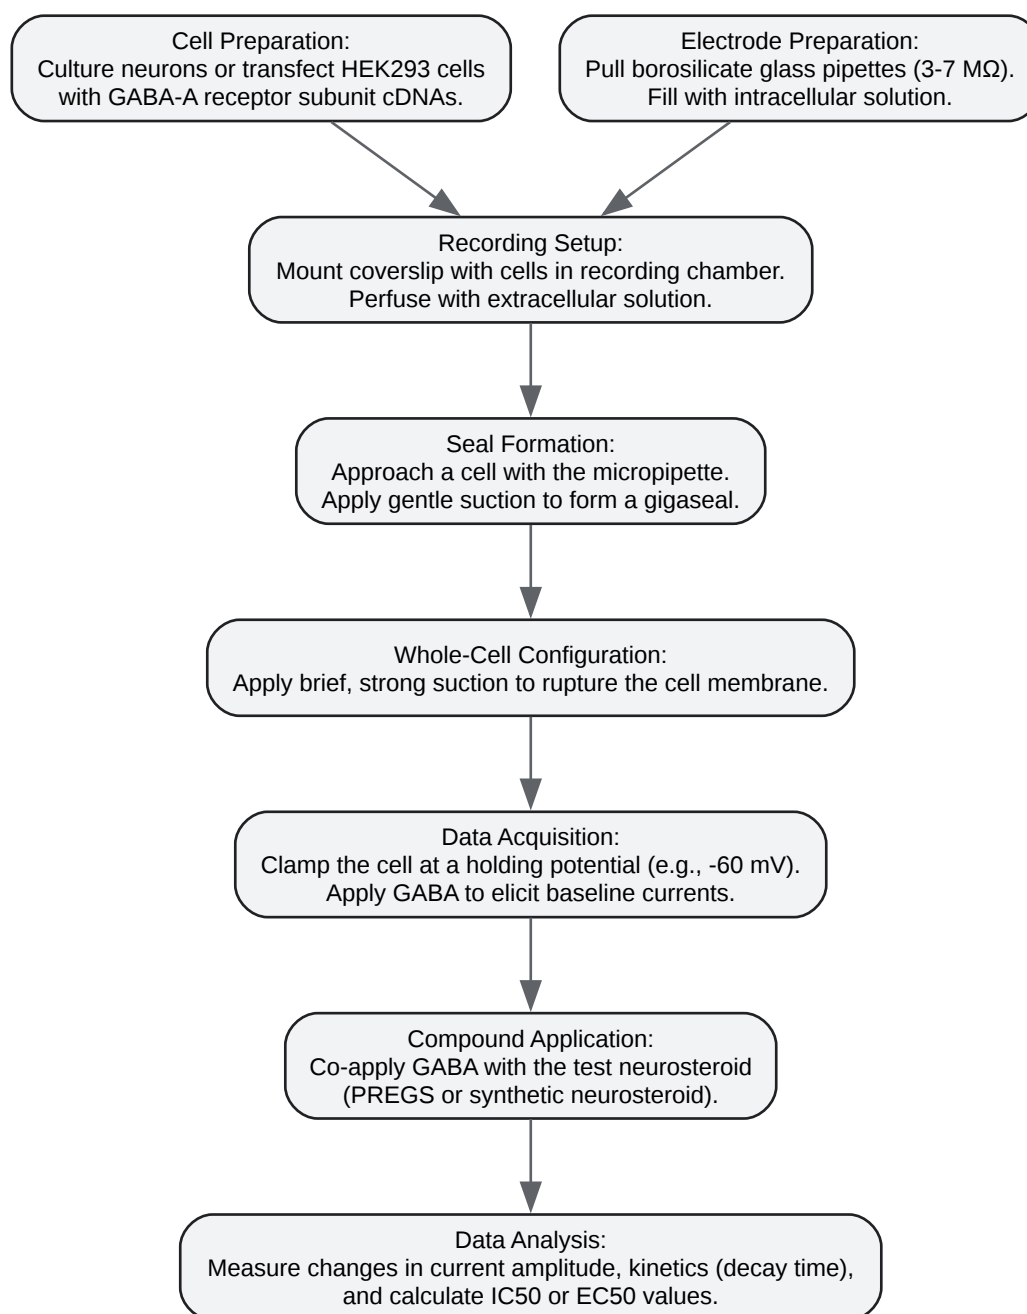 Cell Preparation:
Culture neurons or transfect HEK293 cells
with GABA-A receptor subunit cDNAs.
Electrode Preparation:
Pull borosilicate glass pipettes (3-7 MΩ).
Fill with intracellular solution.
Recording Setup:
Mount coverslip with cells in recording chamber.
Perfuse with extracellular solution.
Seal Formation:
Approach a cell with the micropipette.
Apply gentle suction to form a gigaseal.
Whole-Cell Configuration:
Apply brief, strong suction to rupture the cell membrane.
Data Acquisition:
Clamp the cell at a holding potential (e.g., -60 mV).
Apply GABA to elicit baseline currents.
Compound Application:
Co-apply GABA with the test neurosteroid
(PREGS or synthetic neurosteroid).
Data Analysis:
Measure changes in current amplitude, kinetics (decay time),
and calculate IC50 or EC50 values.